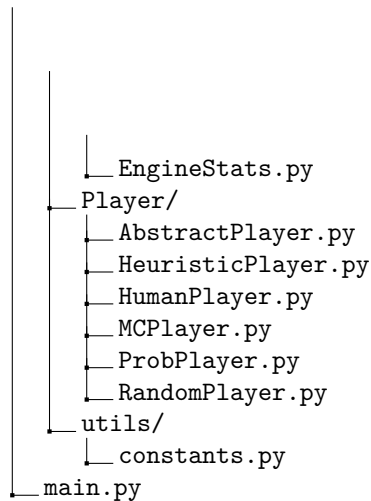 EngineStats.py
Player/
AbstractPlayer.py
HeuristicPlayer.py
HumanPlayer.py
MCPlayer.py
ProbPlayer.py
RandomPlayer.py
utils/
constants.py
main.py